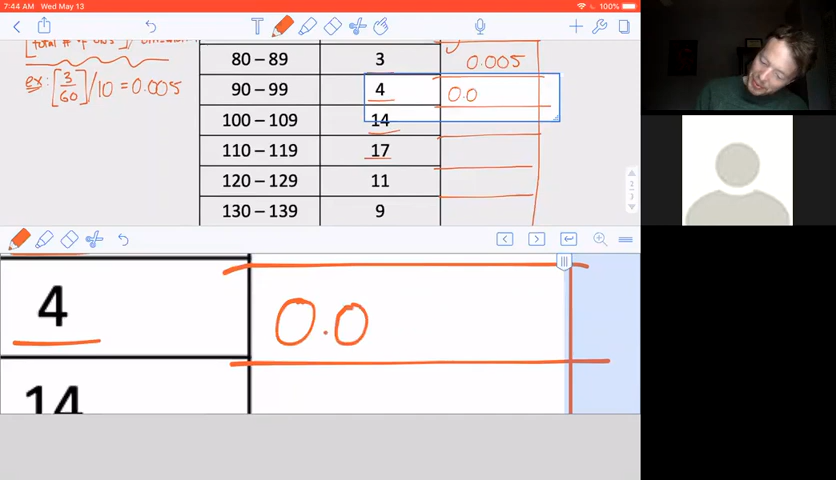 7:44 AM Wed May 13
100%
[total # of obs]
80 – 89 3 0.005
ex: [3/60]/10 = 0.005
90 – 99 4 0.0
100 – 109 14
110 – 119 17
120 – 129 11
130 – 139 9
4 0.0
14